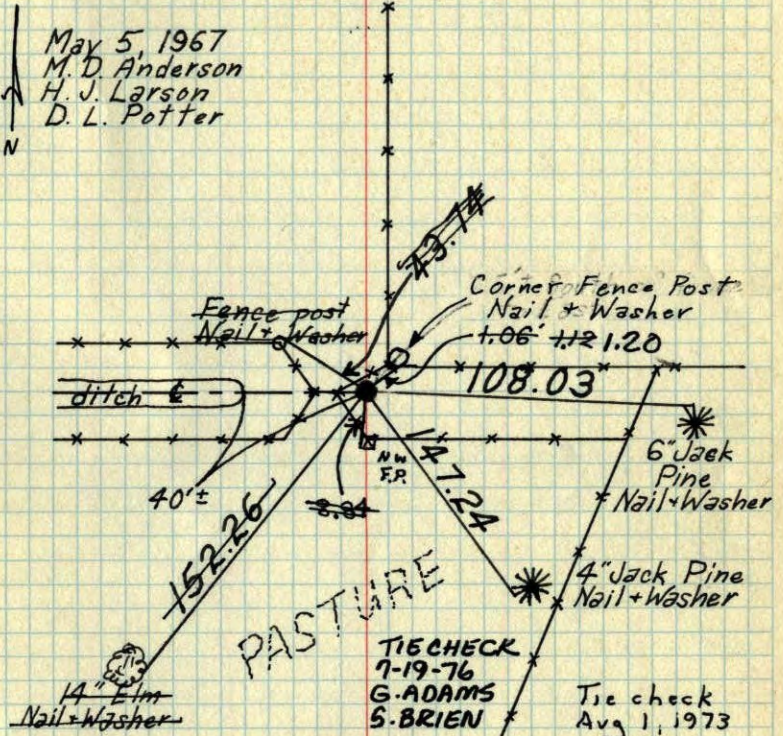 May 5, 1967
M. D. Anderson
H. J. Larson
D. L. Potter
N
43.14
Corner Fence Post
Nail + Washer
1.06' 1.12 1.20
Fence post
Nail + Washer
108.03
ditch ℄
6" Jack
Pine
Nail + Washer
NW
F.P.
40'±
147.24
152.26
4" Jack Pine
Nail + Washer
PASTURE
14" Elm
Nail + Washer
TIE CHECK
7-19-76
G. ADAMS
S. BRIEN
Tie check
Aug 1, 1973